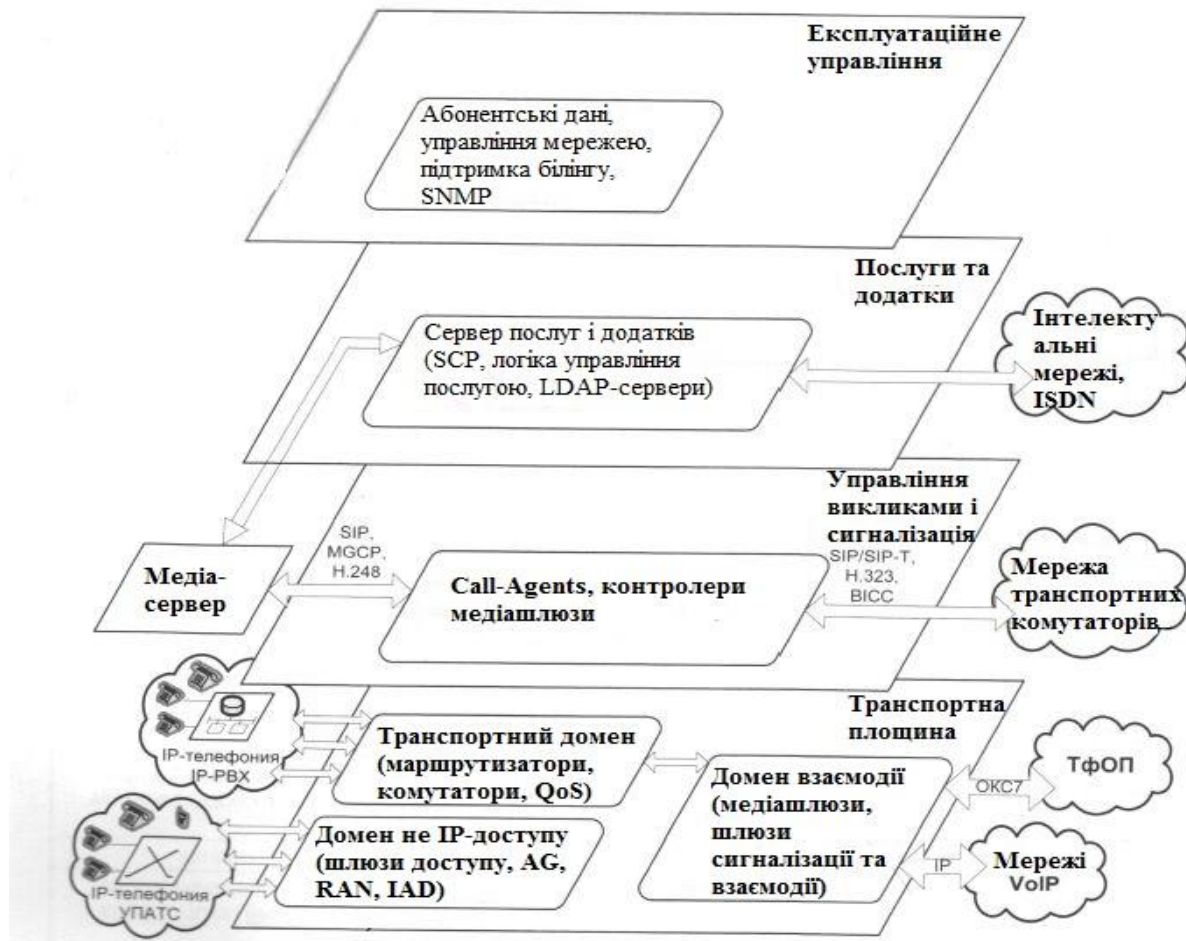 Експлуатаційне
управління
Абонентські дані,
управління мережею,
підтримка білінгу,
SNMP
Послуги та
додатки
Сервер послуг і додатків
(SCP, логіка управління
послугою, LDAP-сервери)
Інтелекту
альні
мережі,
ISDN
Управління
викликами і
сигналізація
SIP,
MGCP,
H.248
Медіа-
сервер
Call-Agents, контролери
медіашлюзи
SIP/SIP-T,
H.323,
BICC
Мережа
транспортних
комутаторів
Транспортна
площина
IP-телефония
IP-PBX
Транспортний домен
(маршрутизатори,
комутатори, QoS)
Домен взаємодії
(медіашлюзи,
шлюзи
сигналізації та
взаємодії)
ОКС7
ТфОП
Домен не IP-доступу
(шлюзи доступу, AG,
RAN, IAD)
IP-телефония
УПАТС
IP
Мережі
VoIP